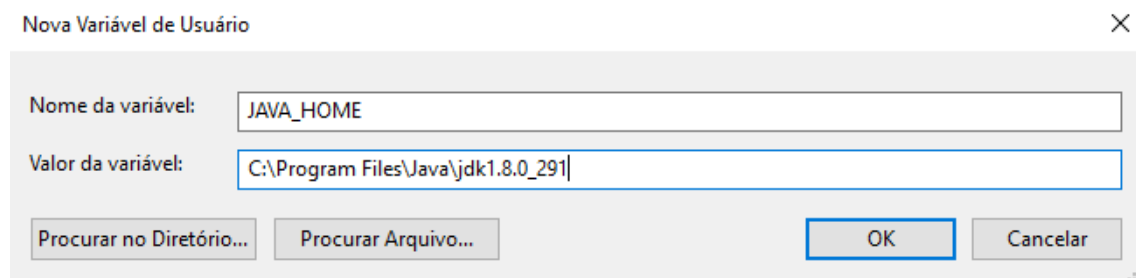 Nova Variável de Usuário
Nome da variável: JAVA_HOME
Valor da variável: C:\Program Files\Java\jdk1.8.0_291
Procurar no Diretório... Procurar Arquivo... OK Cancelar